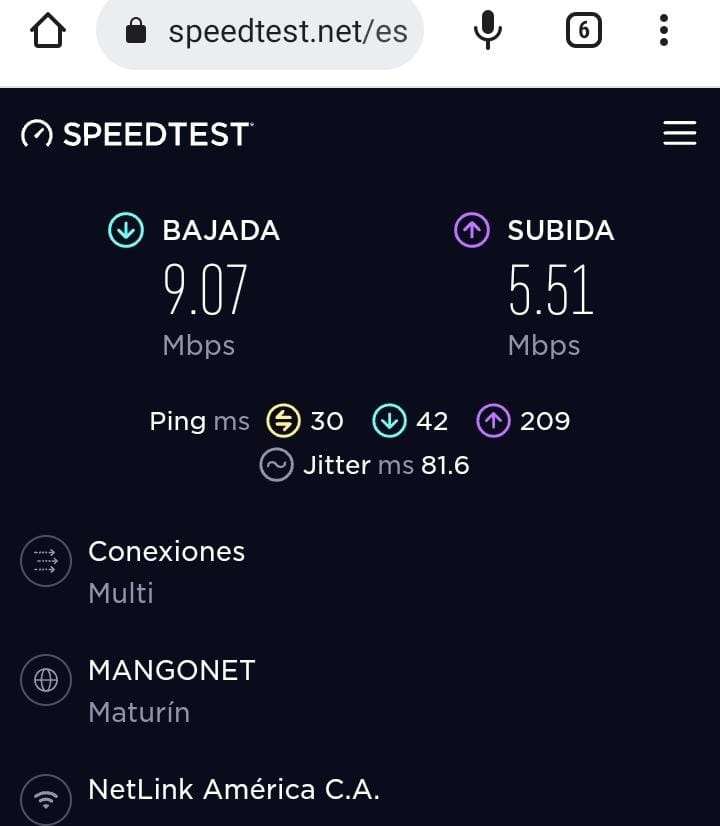 speedtest.net/es
6
SPEEDTEST
BAJADA
9.07
Mbps
SUBIDA
5.51
Mbps
Ping ms 30 42 209
Jitter ms 81.6
Conexiones
Multi
MANGONET
Maturín
NetLink América C.A.